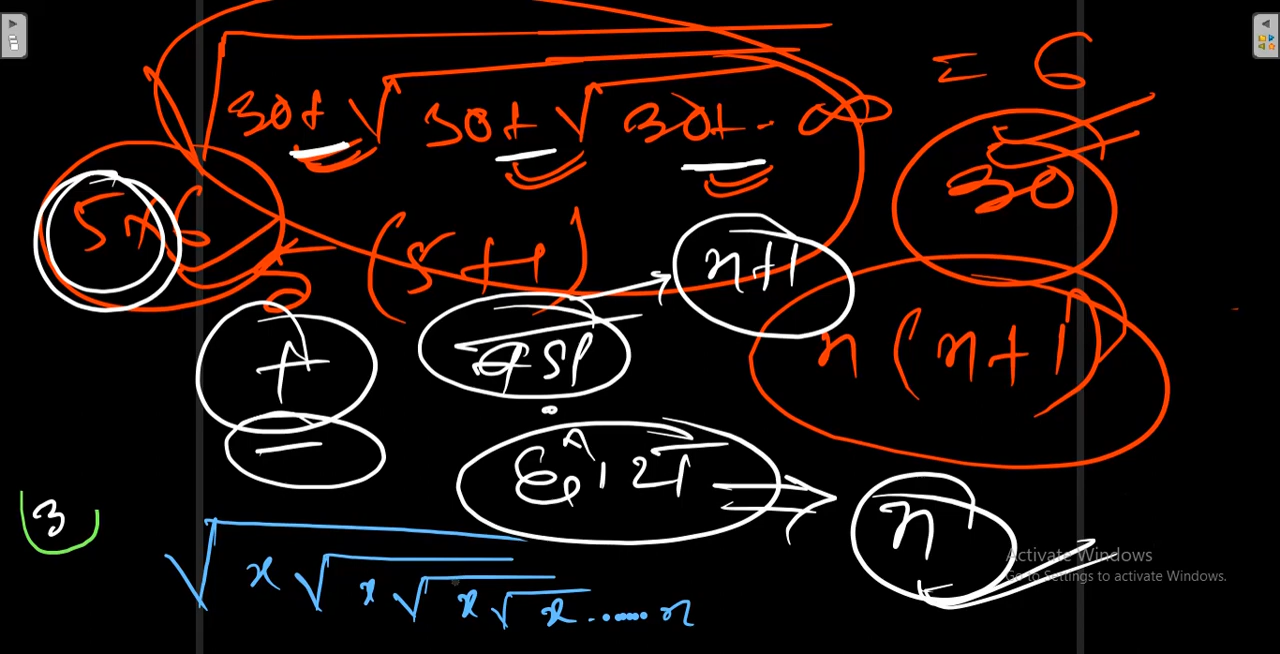 √30+√30+√30+- ∞ = 6
5×6 (5+1) 30
n+1
+ बड़ा n(n+1)
- छोटा n
3 √x√x√x√x......n
Activate Windows
Go to Settings to activate Windows.